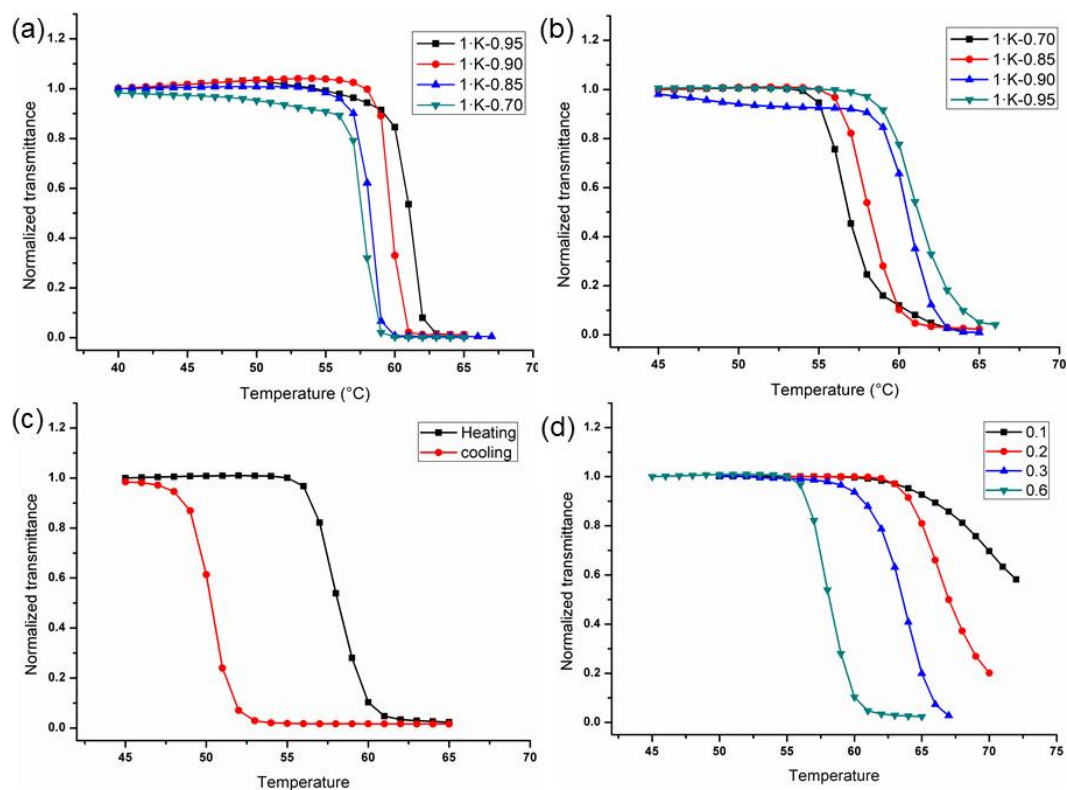 (a)
1·K-0.95
1·K-0.90
1·K-0.85
1·K-0.70
Normalized transmittance
1.2
1.0
0.8
0.6
0.4
0.2
0.0
35 40 45 50 55 60 65 70
Temperature (°C)
(b)
1·K-0.70
1·K-0.85
1·K-0.90
1·K-0.95
Normalized transmittance
1.2
1.0
0.8
0.6
0.4
0.2
0.0
45 50 55 60 65 70
Temperature (°C)
(c)
Heating
cooling
Normalized transmittance
1.2
1.0
0.8
0.6
0.4
0.2
0.0
45 50 55 60 65 70
Temperature
(d)
0.1
0.2
0.3
0.6
Normalized transmittance
1.2
1.0
0.8
0.6
0.4
0.2
0.0
45 50 55 60 65 70 75
Temperature